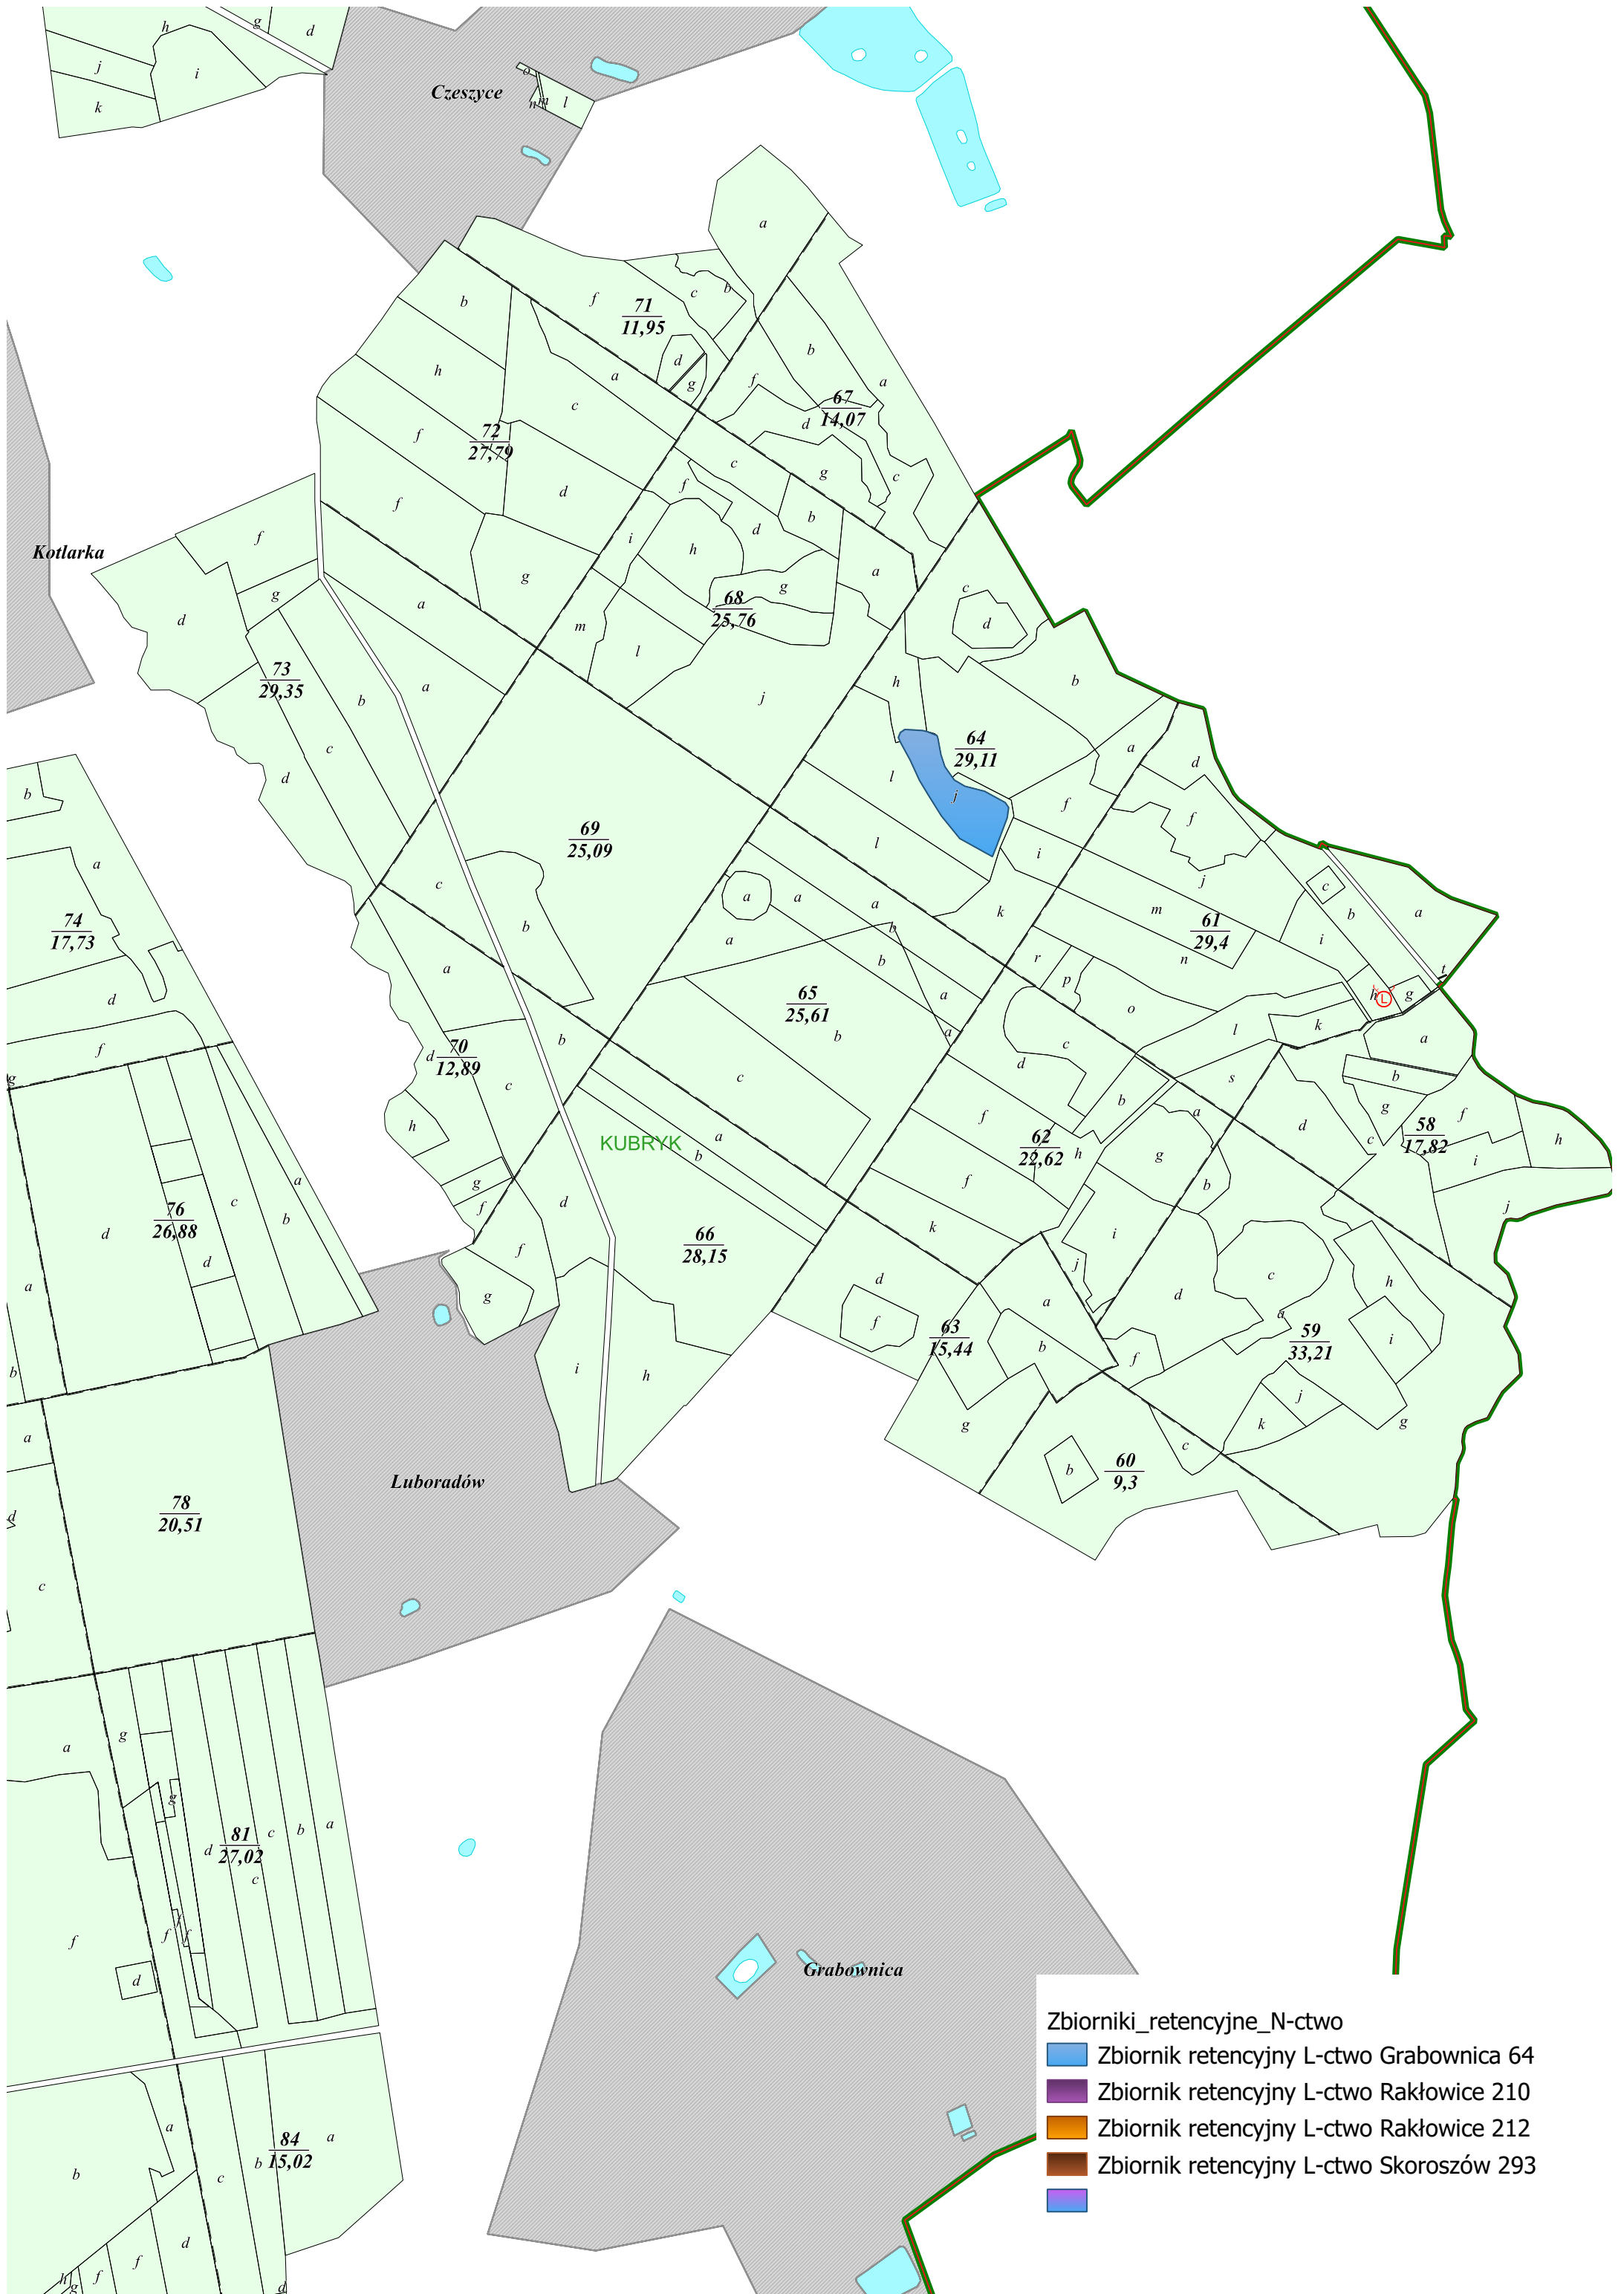 h g d
j i
k
Czeszyce
o
n m l
a
b f 71 c b
11,95
h a d g b
f a
67
14,07
d
c
f 72
27,79
c g c
f d f b
d
f i h a
Kotlarka
g g
a c
d
d 68
25,76
m l
73
29,35
b a j h b
c 64
29,11
a d
d l j
b f f
69
25,09
l i j
a c
c a a a k m c b a
74
17,73
b a b 61
29,4
i
b r n
d a p t
65
25,61
b o h L g
f b a l k
g d 70
12,89
c c d c a
b s
b
h KUBRYK a f b a d g f
b 62
22,62
h g c 58
17,82
h
i
a g f b
c b f
76
26,88
d d k i j
66
28,15
a f g d j d c h
a a
f 63
15,44
b 59
33,21
i
b i h f
j
a g k g
c
Luboradów b 60
9,3
78
20,51
d
c
g
a
g
81
27,02
d c b a
c
f f f f
d
Grabownica
Zbiorniki_retencyjne_N-ctwo
Zbiornik retencyjny L-ctwo Grabownica 64
Zbiornik retencyjny L-ctwo Rakłowice 210
Zbiornik retencyjny L-ctwo Rakłowice 212
Zbiornik retencyjny L-ctwo Skoroszów 293
a 84
15,02
a
b c b
d
f
h f
g d